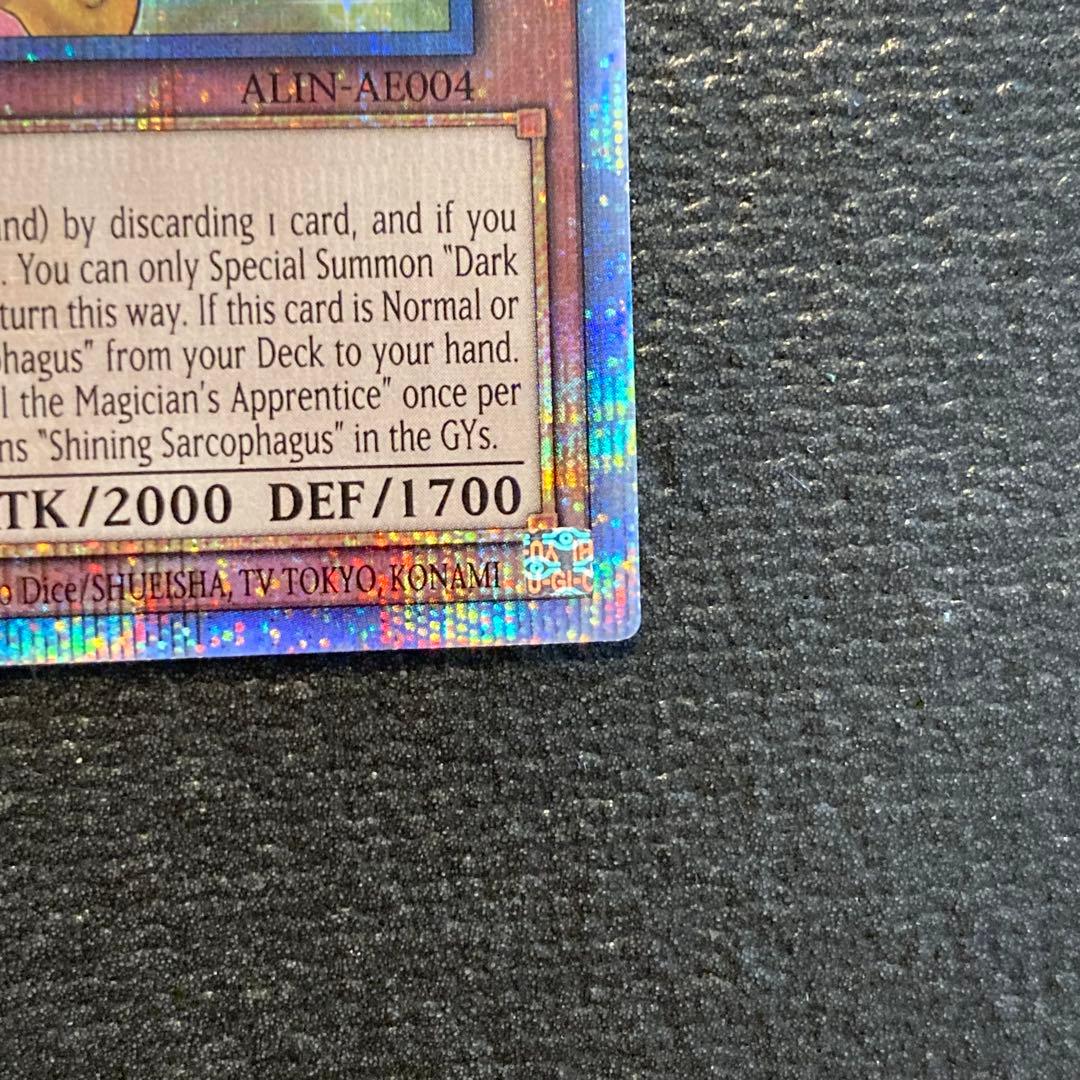 ALIN-AE004
nd) by discarding 1 card, and if you
. You can only Special Summon "Dark
turn this way. If this card is Normal or
hagus" from your Deck to your hand.
l the Magician's Apprentice" once per
ns "Shining Sarcophagus" in the GYs.
TK/2000 DEF/1700
o Dice/SHUEISHA, TV TOKYO, KONAMI